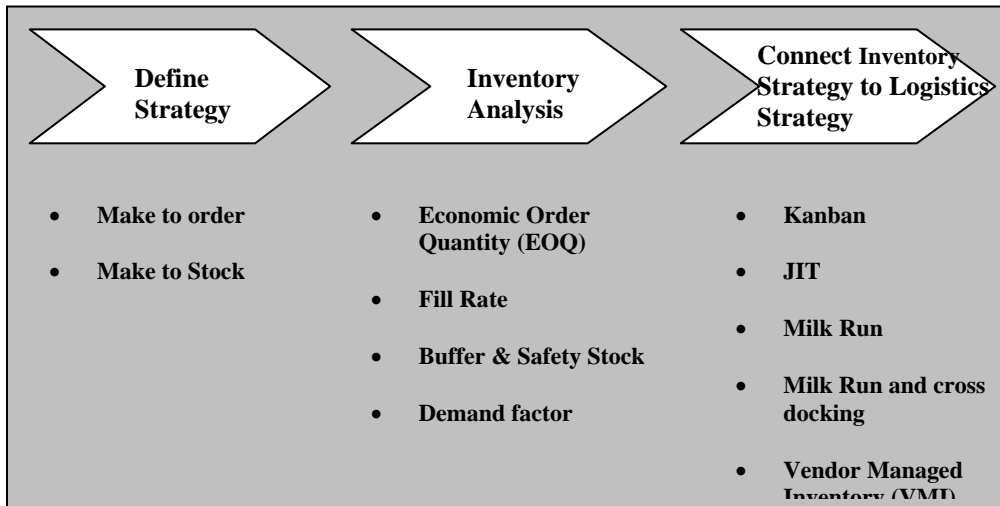 Define
Strategy
• Make to order
• Make to Stock
Inventory
Analysis
• Economic Order
Quantity (EOQ)
• Fill Rate
• Buffer & Safety Stock
• Demand factor
Connect Inventory
Strategy to Logistics
Strategy
• Kanban
• JIT
• Milk Run
• Milk Run and cross
docking
• Vendor Managed
Inventory (VMI)